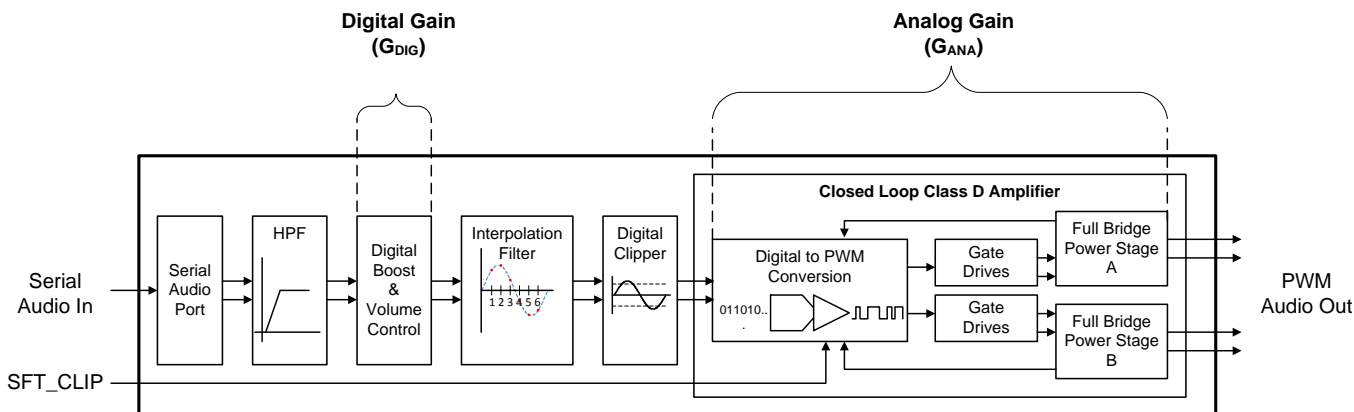 Digital Gain
(GDIG)
Analog Gain
(GANA)
Closed Loop Class D Amplifier
Serial
Audio In
Serial
Audio
Port
HPF
Digital
Boost
&
Volume
Control
Interpolation
Filter
1 2 3 4 5 6
Digital
Clipper
Digital to PWM
Conversion
011010..
.
Gate
Drives
Gate
Drives
Full Bridge
Power Stage
A
Full Bridge
Power Stage
B
PWM
Audio Out
SFT_CLIP